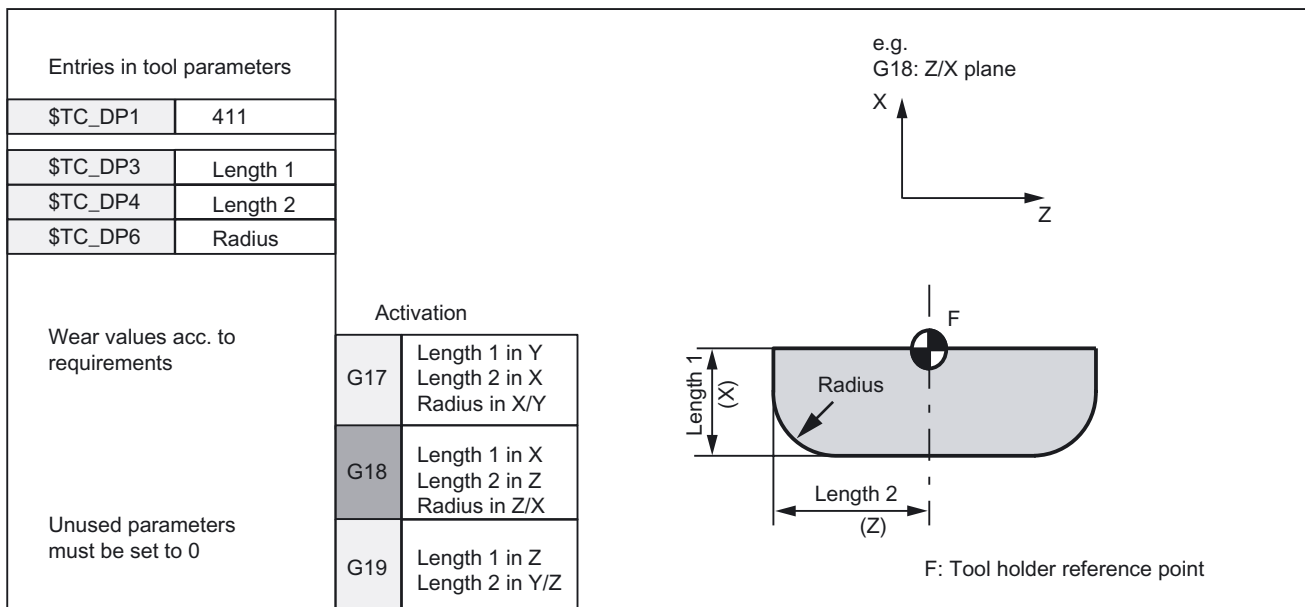 Entries in tool parameters
$TC_DP1 411
$TC_DP3 Length 1
$TC_DP4 Length 2
$TC_DP6 Radius
Wear values acc. to
requirements
Unused parameters
must be set to 0
Activation
G17
Length 1 in Y
Length 2 in X
Radius in X/Y
G18
Length 1 in X
Length 2 in Z
Radius in Z/X
G19
Length 1 in Z
Length 2 in Y/Z
e.g.
G18: Z/X plane
X
Z
F
Length 1
(X)
Radius
Length 2
(Z)
F: Tool holder reference point